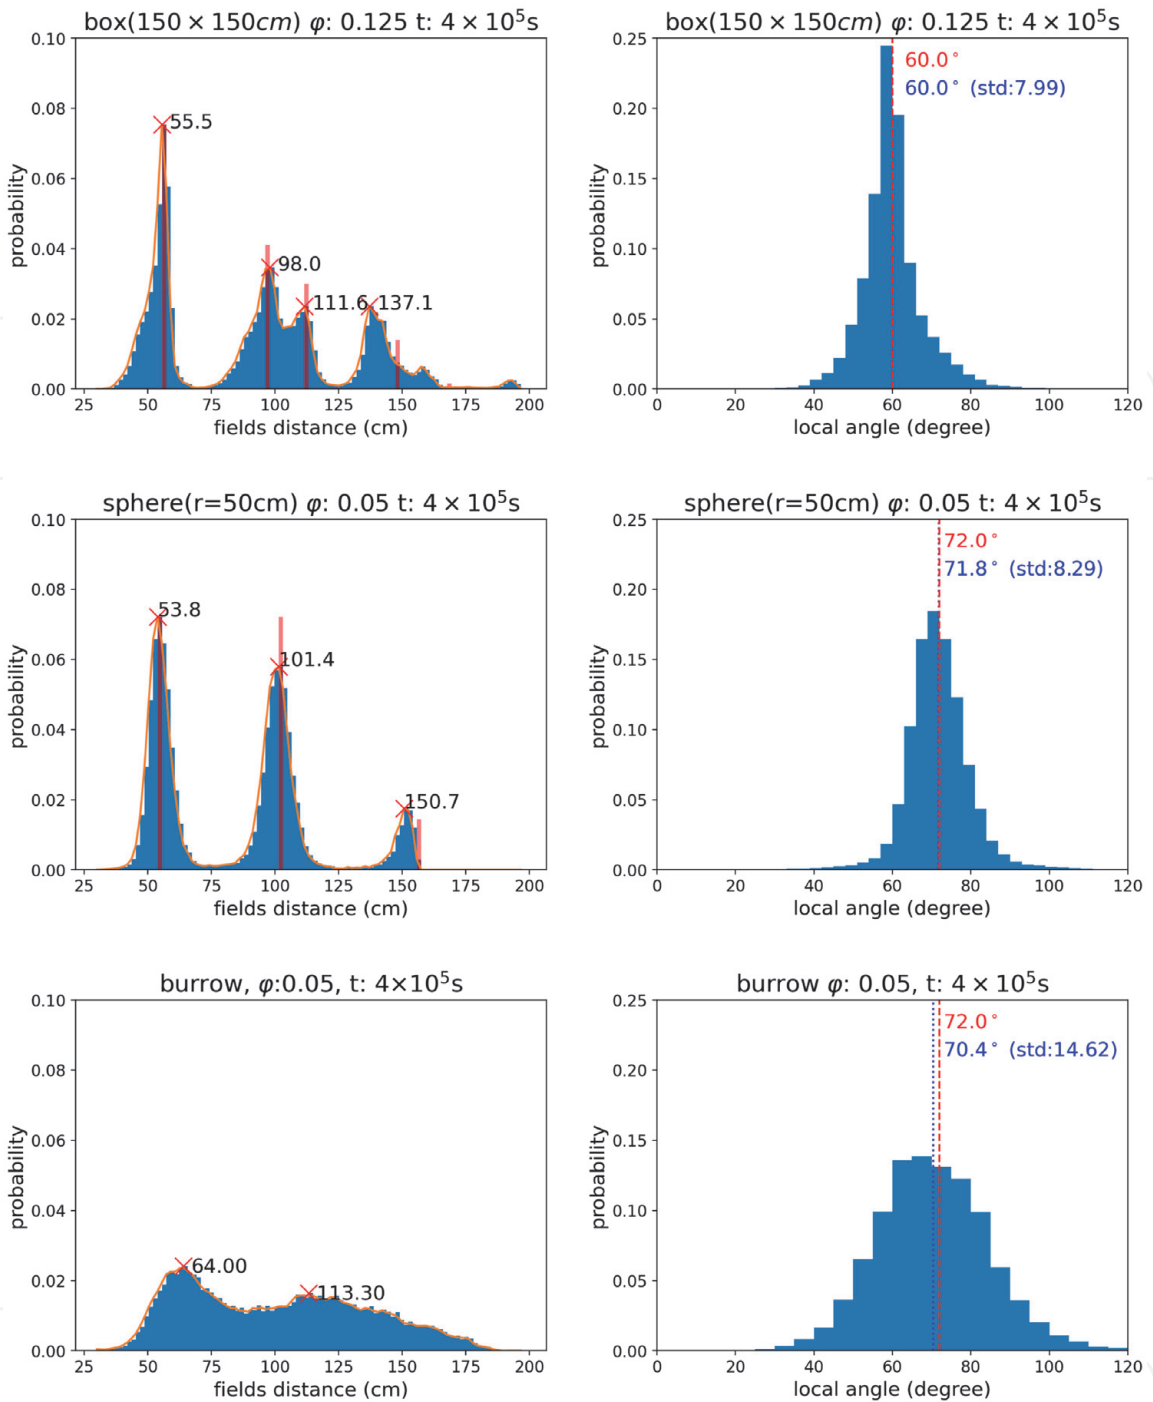 box(150 × 150cm) φ: 0.125 t: 4 × 10⁵s
probability
0.10
0.08
0.06
0.04
0.02
0.00
55.5
98.0
111.6
137.1
25 50 75 100 125 150 175 200
fields distance (cm)
box(150 × 150cm) φ: 0.125 t: 4 × 10⁵s
probability
0.25
0.20
0.15
0.10
0.05
0.00
60.0°
60.0° (std:7.99)
0 20 40 60 80 100 120
local angle (degree)
sphere(r=50cm) φ: 0.05 t: 4 × 10⁵s
probability
0.10
0.08
0.06
0.04
0.02
0.00
53.8
101.4
150.7
25 50 75 100 125 150 175 200
fields distance (cm)
sphere(r=50cm) φ: 0.05 t: 4 × 10⁵s
probability
0.25
0.20
0.15
0.10
0.05
0.00
72.0°
71.8° (std:8.29)
0 20 40 60 80 100 120
local angle (degree)
burrow, φ:0.05, t: 4×10⁵s
probability
0.10
0.08
0.06
0.04
0.02
0.00
64.00
113.30
25 50 75 100 125 150 175 200
fields distance (cm)
burrow φ: 0.05, t: 4 × 10⁵s
probability
0.25
0.20
0.15
0.10
0.05
0.00
72.0°
70.4° (std:14.62)
0 20 40 60 80 100 120
local angle (degree)